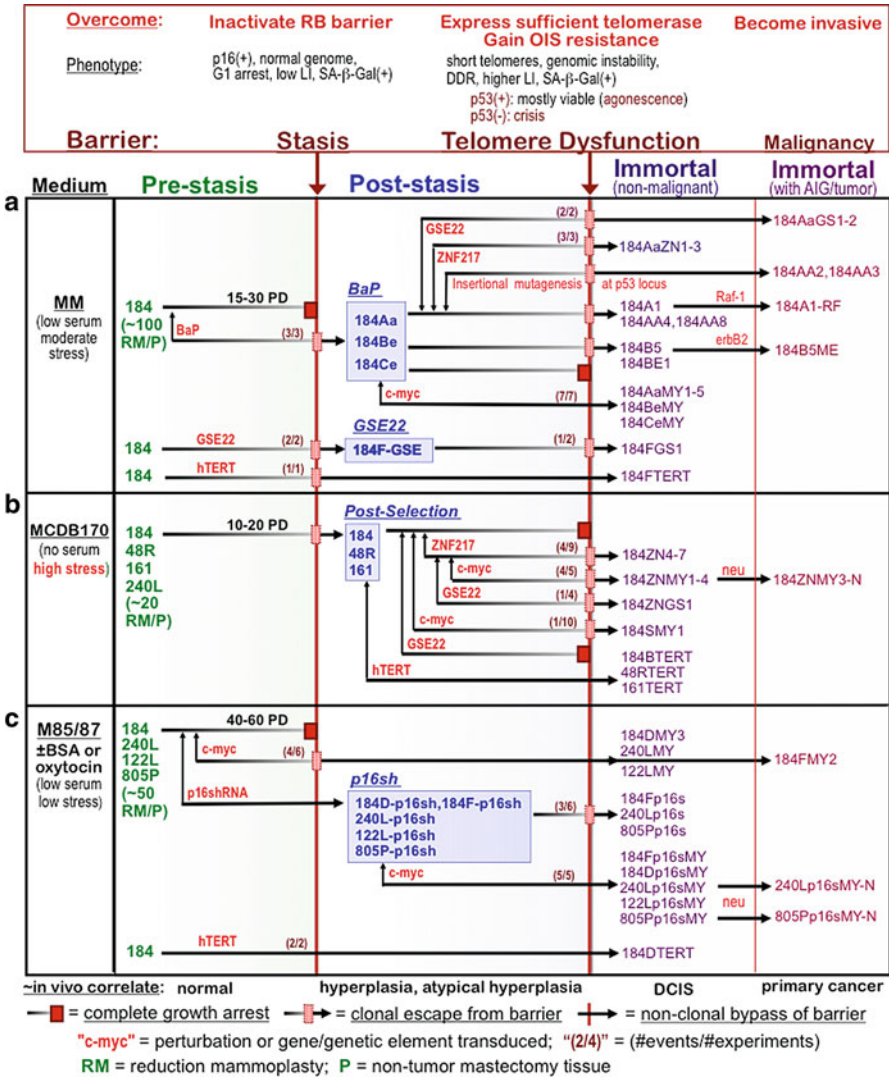 Overcome: Inactivate RB barrier Express sufficient telomerase Become invasive
Gain OIS resistance
Phenotype: p16(+), normal genome, short telomeres, genomic instability,
G1 arrest, low LI, SA-β-Gal(+) DDR, higher LI, SA-β-Gal(+)
p53(+): mostly viable (agonescence)
p53(-): crisis
Barrier: Stasis Telomere Dysfunction Malignancy
Medium Pre-stasis Post-stasis Immortal Immortal
(non-malignant) (with AIG/tumor)
a
(2/2) 184AaGS1-2
GSE22
(3/3) 184AaZN1-3
ZNF217
BaP Insertional mutagenesis at p53 locus 184AA2,184AA3
MM 184 15-30 PD 184Aa 184A1 Raf-1 184A1-RF
(low serum (~100 184AA4,184AA8
moderate RM/P) BaP (3/3) 184Be 184B5 erbB2 184B5ME
stress) 184Ce 184BE1
c-myc (7/7) 184AaMY1-5
184BeMY
184CeMY
GSE22
184 GSE22 (2/2) 184F-GSE (1/2) 184FGS1
184 hTERT (1/1) 184FTERT
b
MCDB170 184 10-20 PD Post-Selection
(no serum 48R 184
high stress) 161 48R ZNF217 (4/9) 184ZN4-7
240L 161 c-myc (4/5) 184ZNMY1-4 neu 184ZNMY3-N
(~20 GSE22 (1/4) 184ZNGS1
RM/P) c-myc (1/10) 184SMY1
GSE22 184BTERT
hTERT 48RTERT
161TERT
c
M85/87 184 40-60 PD
±BSA or 240L c-myc (4/6) 184DMY3
oxytocin 122L 240LMY 184FMY2
(low serum 805P 122LMY
low stress) (~50 p16shRNA p16sh
RM/P) 184D-p16sh,184F-p16sh (3/6) 184Fp16s
240L-p16sh 240Lp16s
122L-p16sh 805Pp16s
805P-p16sh
c-myc (5/5) 184Fp16sMY
184Dp16sMY
240Lp16sMY 240Lp16sMY-N
122Lp16sMY neu
805Pp16sMY 805Pp16sMY-N
184 hTERT (2/2) 184DTERT
~in vivo correlate: normal hyperplasia, atypical hyperplasia DCIS primary cancer
= complete growth arrest = clonal escape from barrier = non-clonal bypass of barrier
"c-myc" = perturbation or gene/genetic element transduced; "(2/4)" = (#events/#experiments)
RM = reduction mammoplasty; P = non-tumor mastectomy tissue